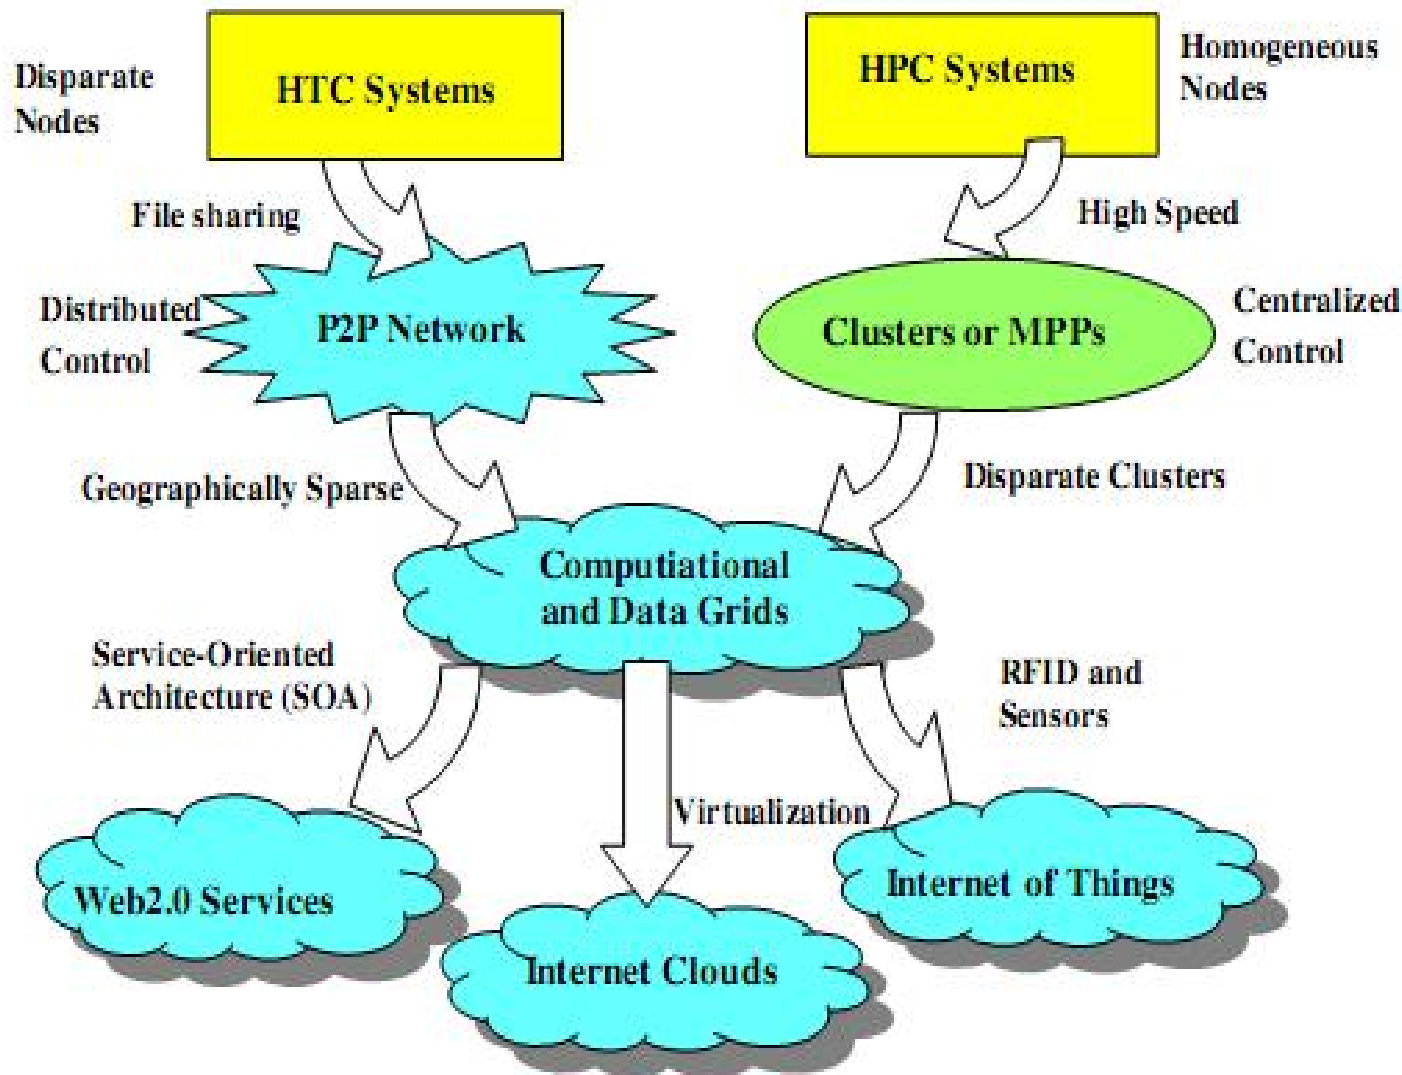 Disparate
Nodes
HTC Systems
HPC Systems
Homogeneous
Nodes
File sharing
High Speed
Distributed
Control
P2P Network
Clusters or MPPs
Centralized
Control
Geographically Sparse
Disparate Clusters
Computiational
and Data Grids
Service-Oriented
Architecture (SOA)
RFID and
Sensors
Virtualization
Web2.0 Services
Internet Clouds
Internet of Things